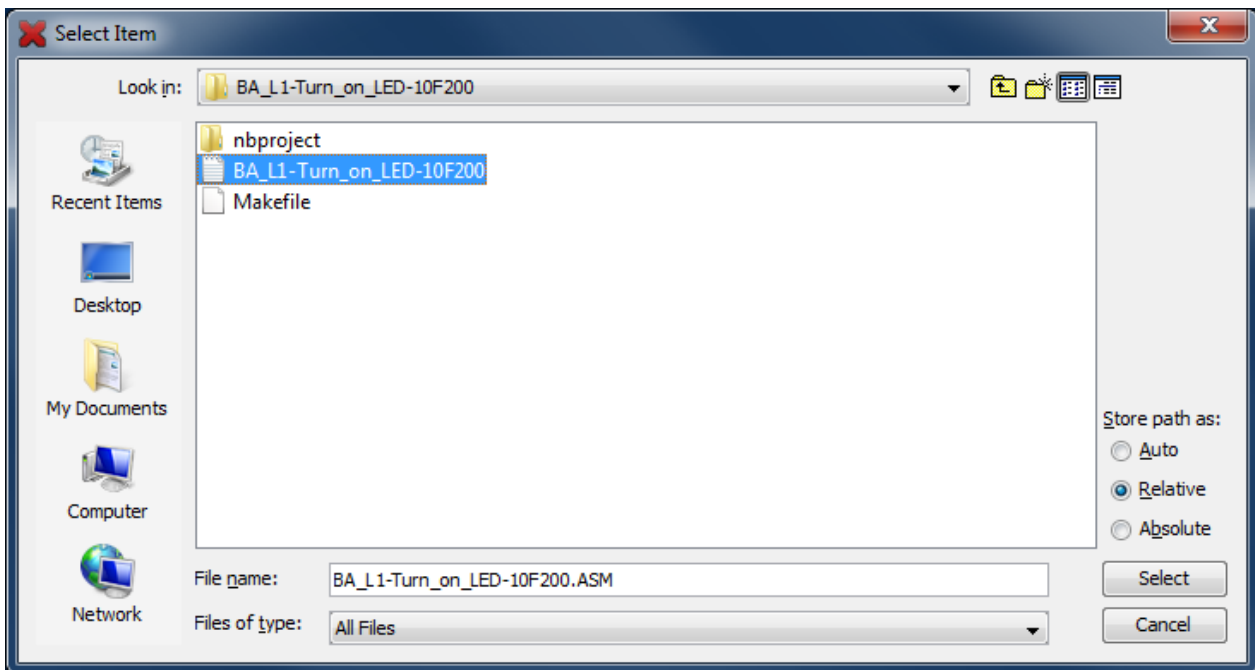 Select Item
Look in: BA_L1-Turn_on_LED-10F200
nbproject
BA_L1-Turn_on_LED-10F200
Makefile
Recent Items
Desktop
My Documents
Computer
Network
Store path as:
Auto
Relative
Absolute
File name: BA_L1-Turn_on_LED-10F200.ASM
Select
Files of type: All Files
Cancel